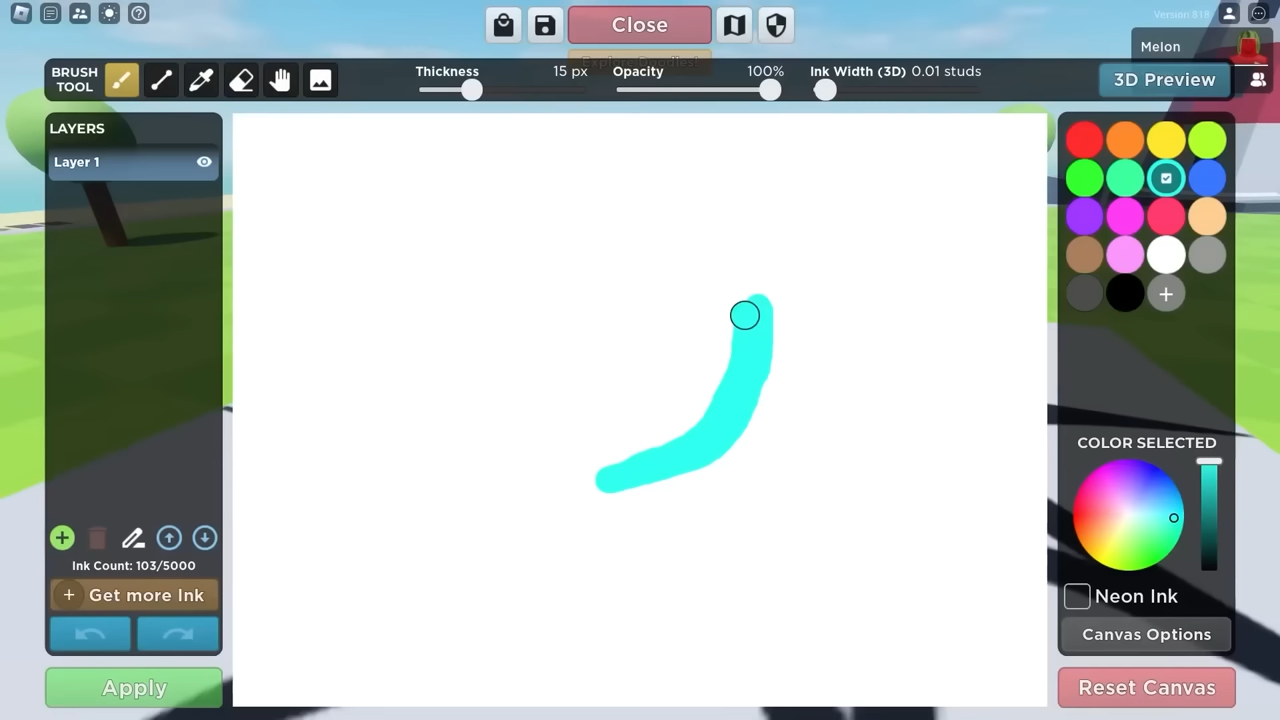 Version 818
Close
Melon
BRUSH TOOL
Thickness 15 px
Opacity 100%
Ink Width (3D) 0.01 studs
3D Preview
LAYERS
Layer 1
Ink Count: 103/5000
+ Get more Ink
Apply
COLOR SELECTED
Neon Ink
Canvas Options
Reset Canvas